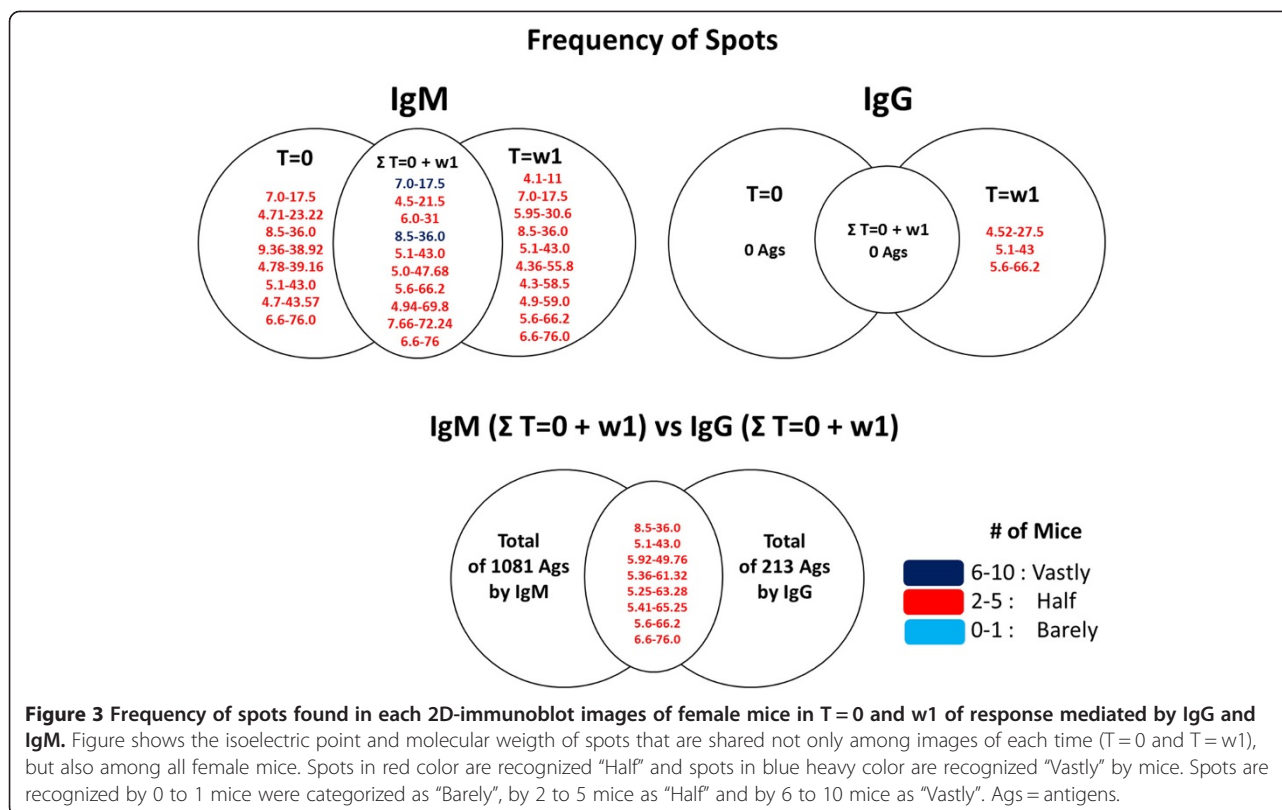 Frequency of Spots
IgM
T=0
7.0-17.5
4.71-23.22
8.5-36.0
9.36-38.92
4.78-39.16
5.1-43.0
4.7-43.57
6.6-76.0
Σ T=0 + w1
7.0-17.5
4.5-21.5
6.0-31
8.5-36.0
5.1-43.0
5.0-47.68
5.6-66.2
4.94-69.8
7.66-72.24
6.6-76
T=w1
4.1-11
7.0-17.5
5.95-30.6
8.5-36.0
5.1-43.0
4.36-55.8
4.3-58.5
4.9-59.0
5.6-66.2
6.6-76.0
IgG
T=0
0 Ags
Σ T=0 + w1
0 Ags
T=w1
4.52-27.5
5.1-43
5.6-66.2
IgM (Σ T=0 + w1) vs IgG (Σ T=0 + w1)
Total
of 1081 Ags
by IgM
8.5-36.0
5.1-43.0
5.92-49.76
5.36-61.32
5.25-63.28
5.41-65.25
5.6-66.2
6.6-76.0
Total
of 213 Ags
by IgG
# of Mice
6-10 : Vastly
2-5 : Half
0-1 : Barely
Figure 3 Frequency of spots found in each 2D-immunoblot images of female mice in T = 0 and w1 of response mediated by IgG and
IgM. Figure shows the isoelectric point and molecular weigth of spots that are shared not only among images of each time (T = 0 and T = w1),
but also among all female mice. Spots in red color are recognized “Half” and spots in blue heavy color are recognized “Vastly” by mice. Spots are
recognized by 0 to 1 mice were categorized as “Barely”, by 2 to 5 mice as “Half” and by 6 to 10 mice as “Vastly”. Ags = antigens.